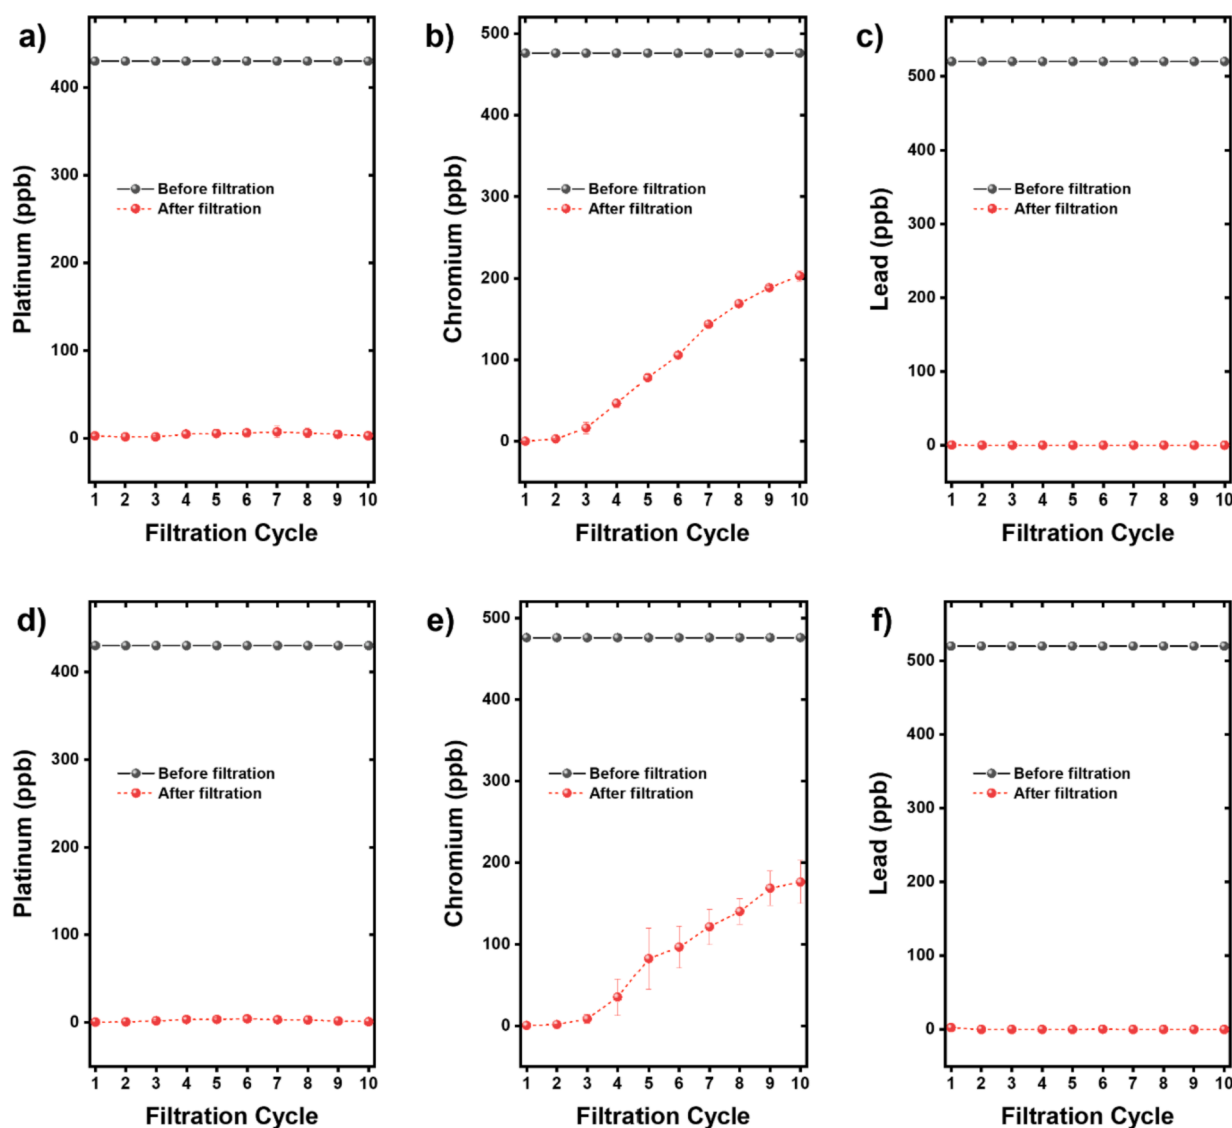 a)
400
300
200
100
0
Platinum (ppb)
Before filtration
After filtration
1 2 3 4 5 6 7 8 9 10
Filtration Cycle
b)
500
400
300
200
100
0
Chromium (ppb)
Before filtration
After filtration
1 2 3 4 5 6 7 8 9 10
Filtration Cycle
c)
500
400
300
200
100
0
Lead (ppb)
Before filtration
After filtration
1 2 3 4 5 6 7 8 9 10
Filtration Cycle
d)
400
300
200
100
0
Platinum (ppb)
Before filtration
After filtration
1 2 3 4 5 6 7 8 9 10
Filtration Cycle
e)
500
400
300
200
100
0
Chromium (ppb)
Before filtration
After filtration
1 2 3 4 5 6 7 8 9 10
Filtration Cycle
f)
500
400
300
200
100
0
Lead (ppb)
Before filtration
After filtration
1 2 3 4 5 6 7 8 9 10
Filtration Cycle